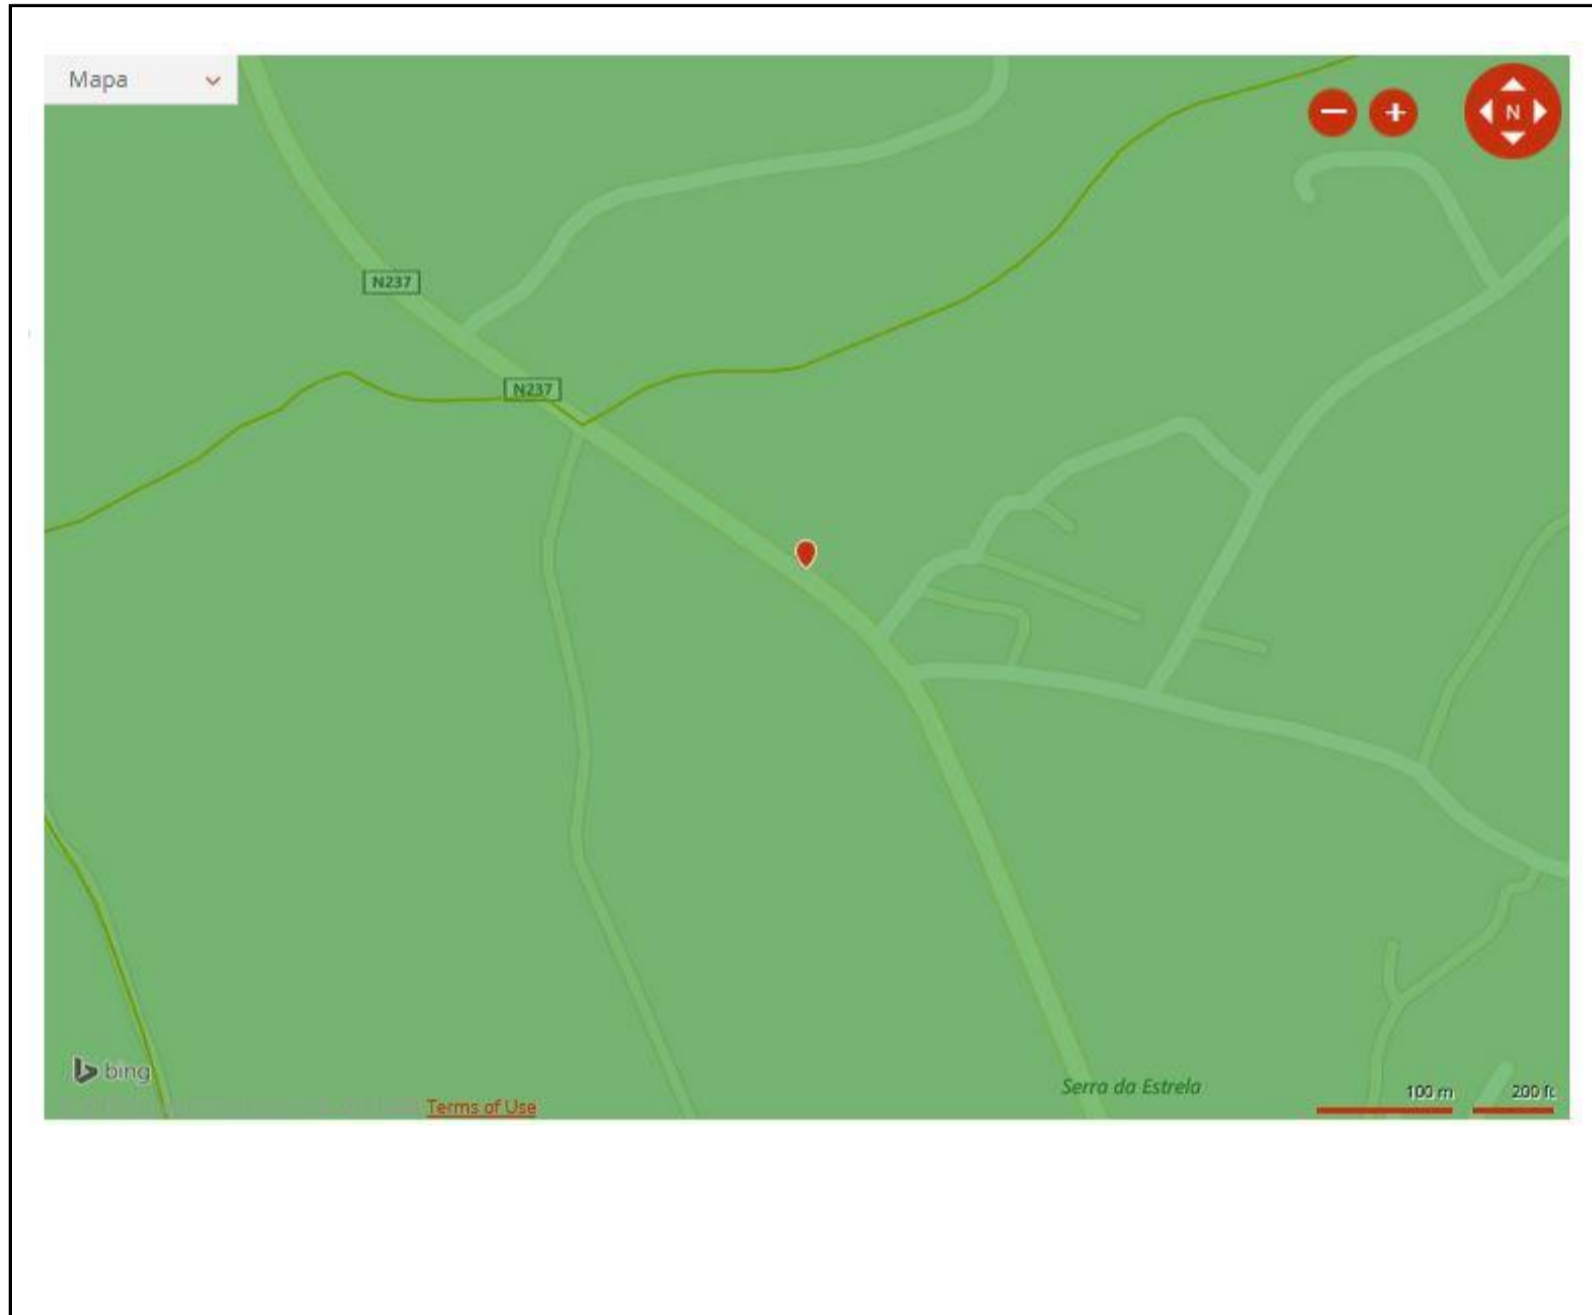 Mapa
N
N237
N237
Serra da Estrela
bing
100 m
200 ft
Terms of Use